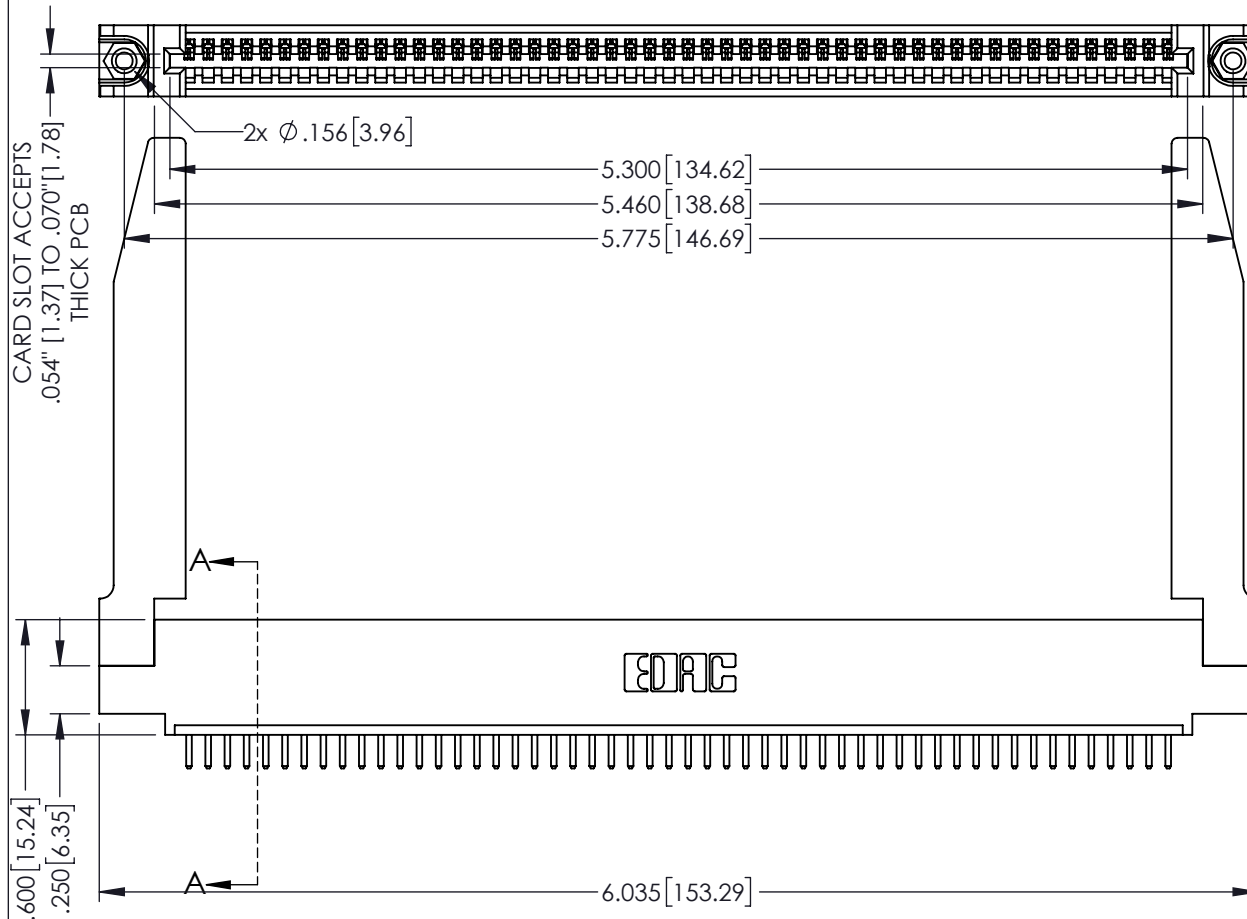 2x Ø .156[3.96]
CARD SLOT ACCEPTS
.054" [1.37] TO .070"[1.78]
THICK PCB
5.300[134.62]
5.460[138.68]
5.775[146.69]
A
EDAC
.600[15.24]
.250[6.35]
A
6.035[153.29]